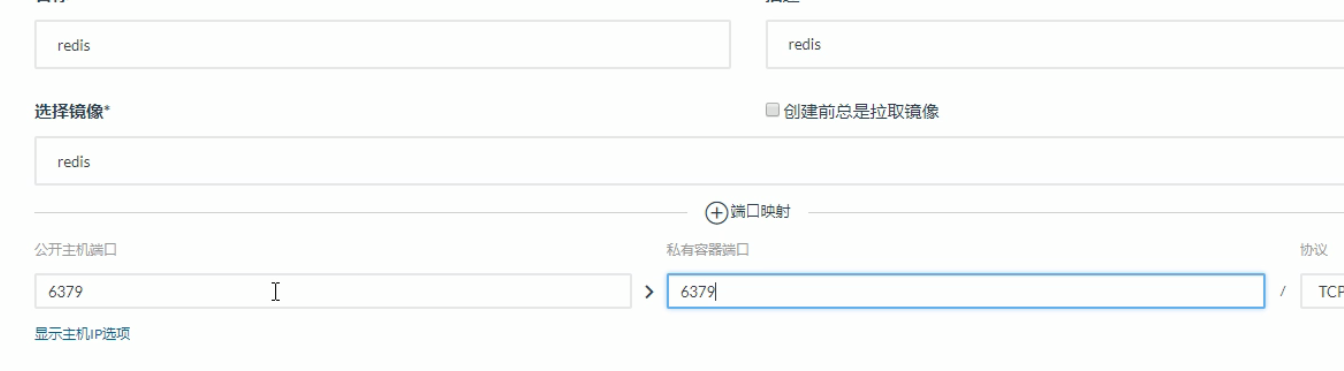 redis
redis
选择镜像*
创建前总是拉取镜像
redis
端口映射
公开主机端口
私有容器端口
协议
6379
6379
/
TCP
显示主机IP选项